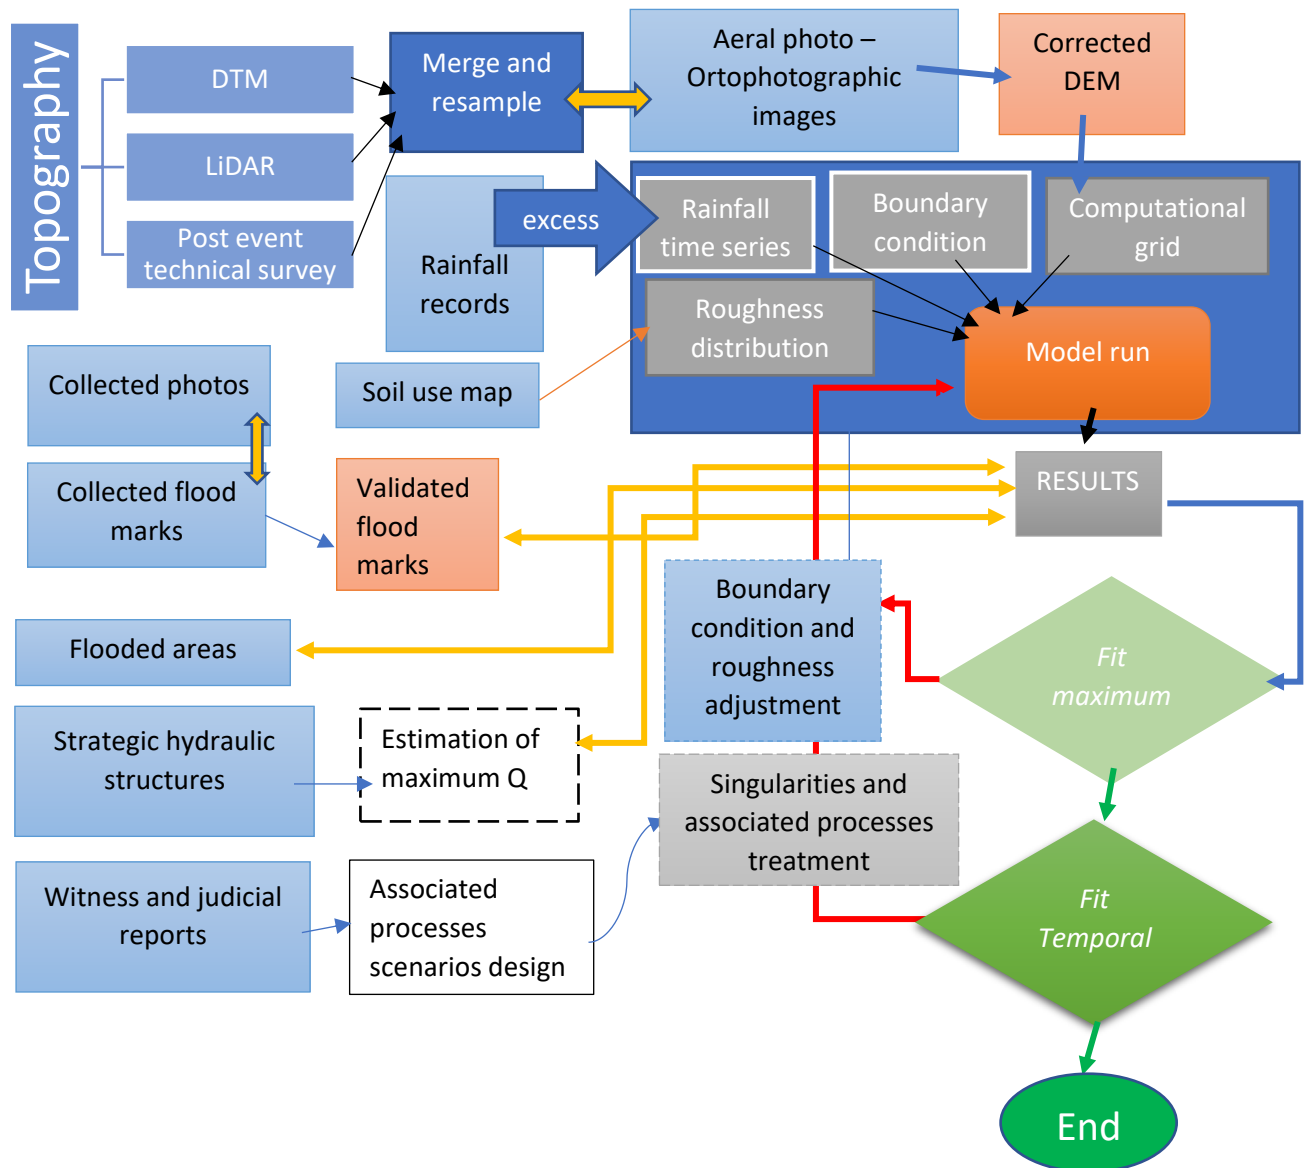 Topography
DTM
LiDAR
Post event
technical survey
Merge and
resample
Aeral photo –
Ortophotographic
images
Corrected
DEM
Rainfall
records
excess
Rainfall
time series
Boundary
condition
Computational
grid
Roughness
distribution
Model run
Soil use map
Collected photos
Collected flood
marks
Validated
flood
marks
RESULTS
Flooded areas
Boundary
condition and
roughness
adjustment
Fit
maximum
Strategic hydraulic
structures
Estimation of
maximum Q
Singularities and
associated processes
treatment
Witness and judicial
reports
Associated
processes
scenarios design
Fit
Temporal
End